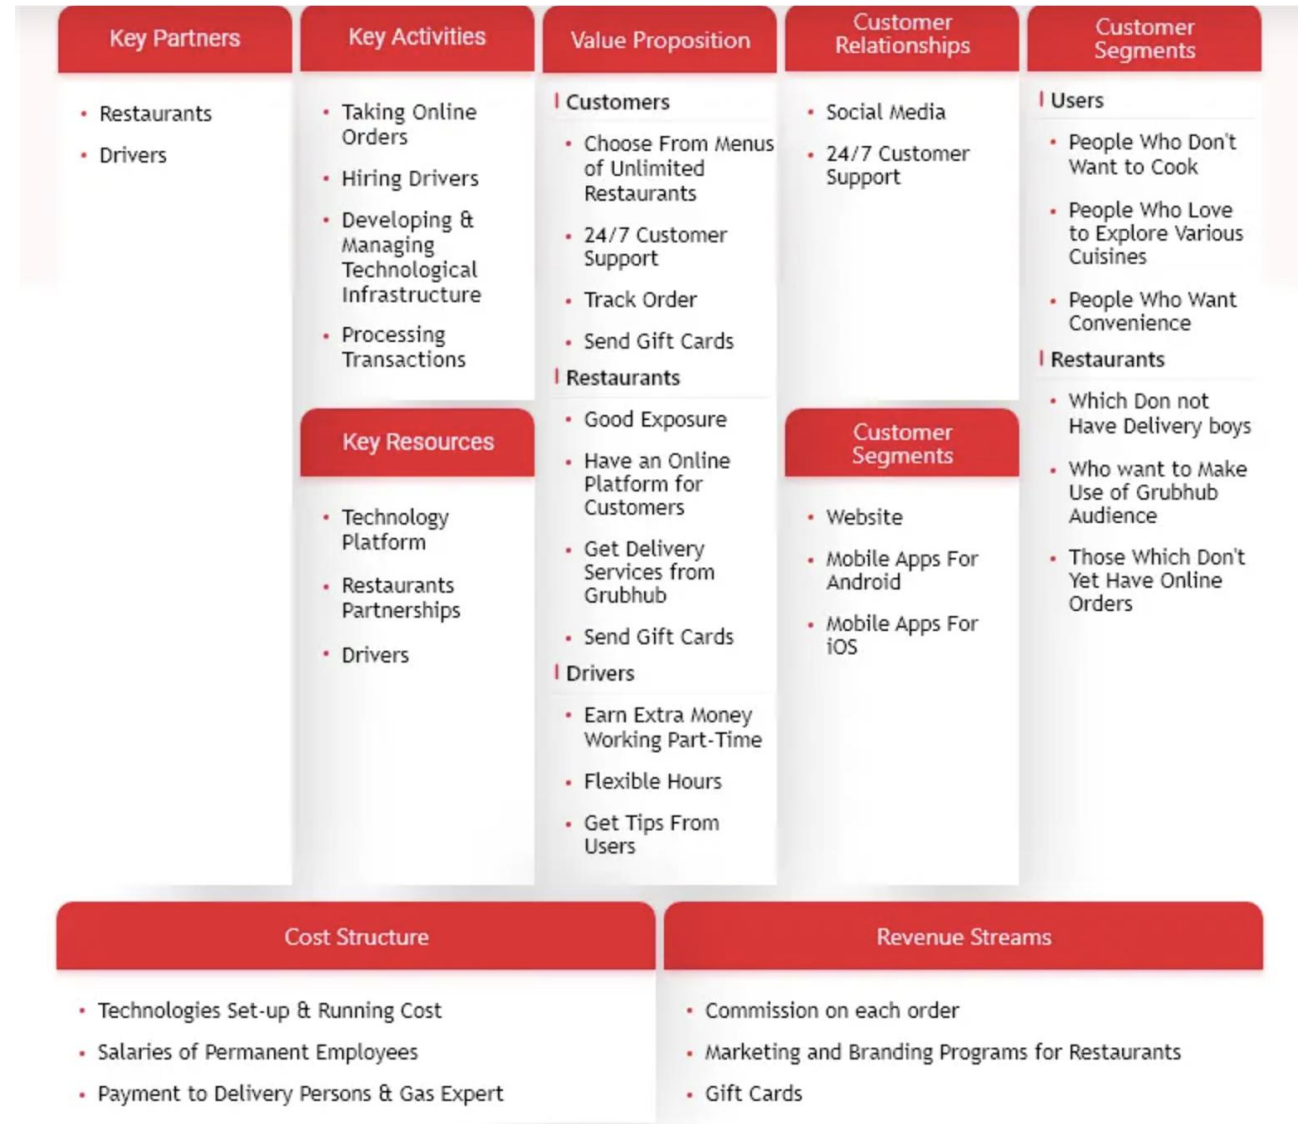 Key Partners
Restaurants
Drivers
Key Activities
Taking Online
Orders
Hiring Drivers
Developing &
Managing
Technological
Infrastructure
Processing
Transactions
Key Resources
Technology
Platform
Restaurants
Partnerships
Drivers
Value Proposition
Customers
Choose From Menus
of Unlimited
Restaurants
24/7 Customer
Support
Track Order
Send Gift Cards
Restaurants
Good Exposure
Have an Online
Platform for
Customers
Get Delivery
Services from
Grubhub
Send Gift Cards
Drivers
Earn Extra Money
Working Part-Time
Flexible Hours
Get Tips From
Users
Customer
Relationships
Social Media
24/7 Customer
Support
Customer
Segments
Website
Mobile Apps For
Android
Mobile Apps For
iOS
Customer
Segments
Users
People Who Don't
Want to Cook
People Who Love
to Explore Various
Cuisines
People Who Want
Convenience
Restaurants
Which Don not
Have Delivery boys
Who want to Make
Use of Grubhub
Audience
Those Which Don't
Yet Have Online
Orders
Cost Structure
Technologies Set-up & Running Cost
Salaries of Permanent Employees
Payment to Delivery Persons & Gas Expert
Revenue Streams
Commission on each order
Marketing and Branding Programs for Restaurants
Gift Cards